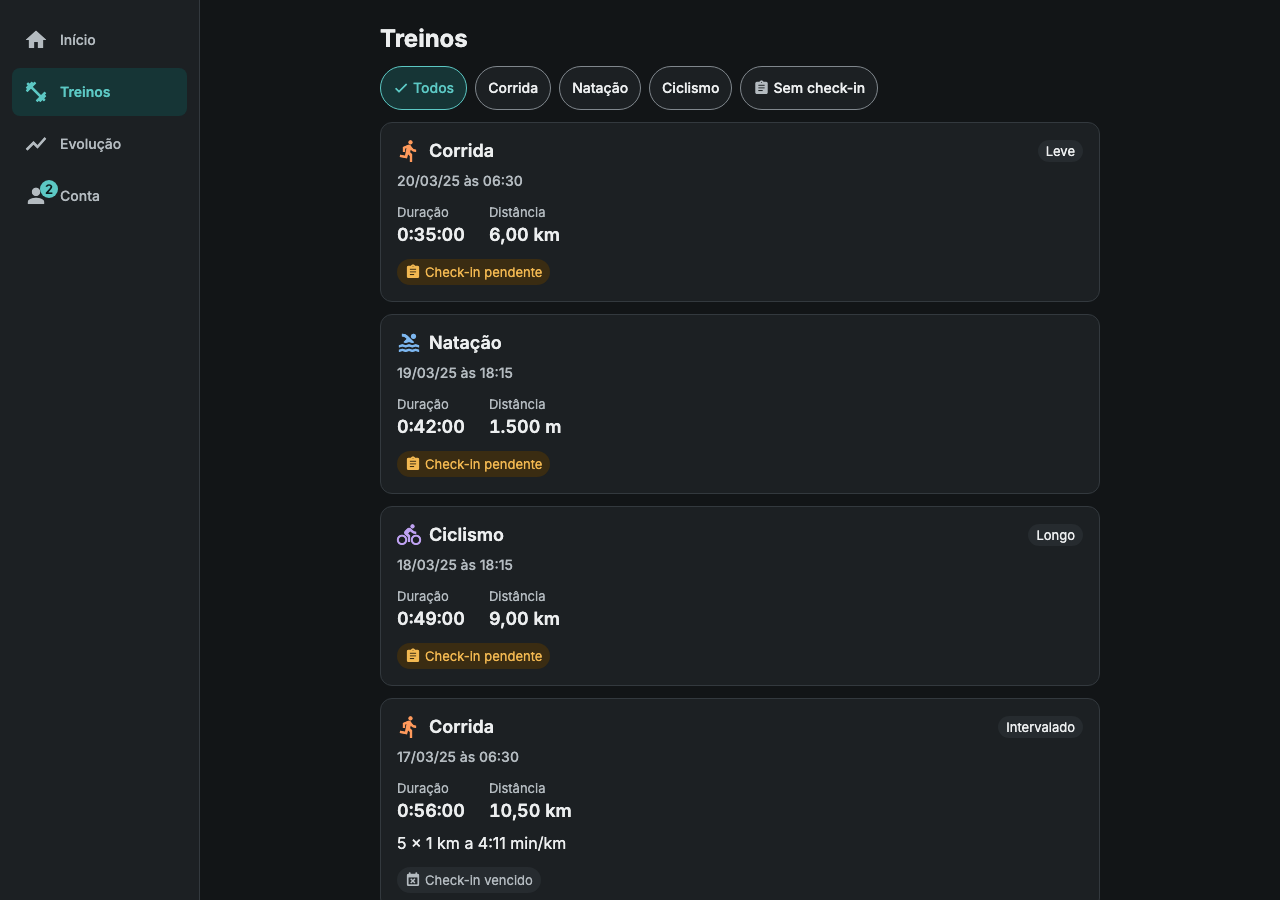 Início
Treinos
Evolução
2
Conta
Treinos
Todos
Corrida
Natação
Ciclismo
Sem check-in
Corrida
Leve
20/03/25 às 06:30
Duração Distância
0:35:00 6,00 km
Check-in pendente
Natação
19/03/25 às 18:15
Duração Distância
0:42:00 1.500 m
Check-in pendente
Ciclismo
Longo
18/03/25 às 18:15
Duração Distância
0:49:00 9,00 km
Check-in pendente
Corrida
Intervalado
17/03/25 às 06:30
Duração Distância
0:56:00 10,50 km
5 × 1 km a 4:11 min/km
Check-in vencido